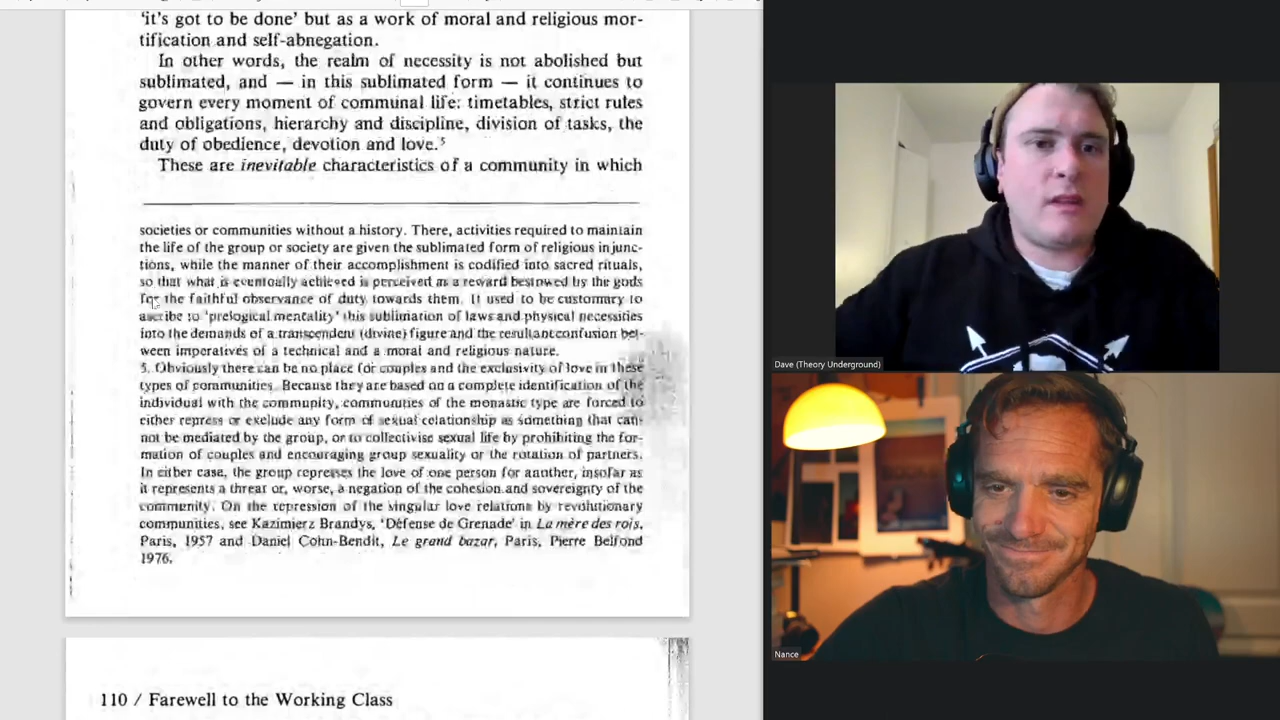 'it's got to be done' but as a work of moral and religious mor-
tification and self-abnegation.
In other words, the realm of necessity is not abolished but
sublimated, and — in this sublimated form — it continues to
govern every moment of communal life: timetables, strict rules
and obligations, hierarchy and discipline, division of tasks, the
duty of obedience, devotion and love.⁵
These are inevitable characteristics of a community in which
societies or communities without a history. There, activities required to maintain
the life of the group or society are given the sublimated form of religious injunc-
tions, while the manner of their accomplishment is codified into sacred rituals,
so that what is eventually achieved is perceived as a reward bestowed by the gods
for the faithful observance of duty towards them. It used to be customary to
ascribe to 'prelogical mentality' this sublimation of laws and physical necessities
into the demands of a transcendent (divine) figure and the resultant confusion bet-
ween imperatives of a technical and a moral and religious nature.
5. Obviously there can be no place for couples and the exclusivity of love in these
types of communities. Because they are based on a complete identification of the
individual with the community, communities of the monastic type are forced to
either repress or exclude any form of sexual relationship as something that can-
not be mediated by the group, or to collectivise sexual life by prohibiting the for-
mation of couples and encouraging group sexuality or the rotation of partners.
In either case, the group represses the love of one person for another, insofar as
it represents a threat or, worse, a negation of the cohesion and sovereignty of the
community. On the repression of the singular love relations by revolutionary
communities, see Kazimierz Brandys, 'Défense de Grenade' in La mère des rois,
Paris, 1957 and Daniel Cohn-Bendit, Le grand bazar, Paris, Pierre Belfond
1976.
110 / Farewell to the Working Class
Dave (Theory Underground)
Nance